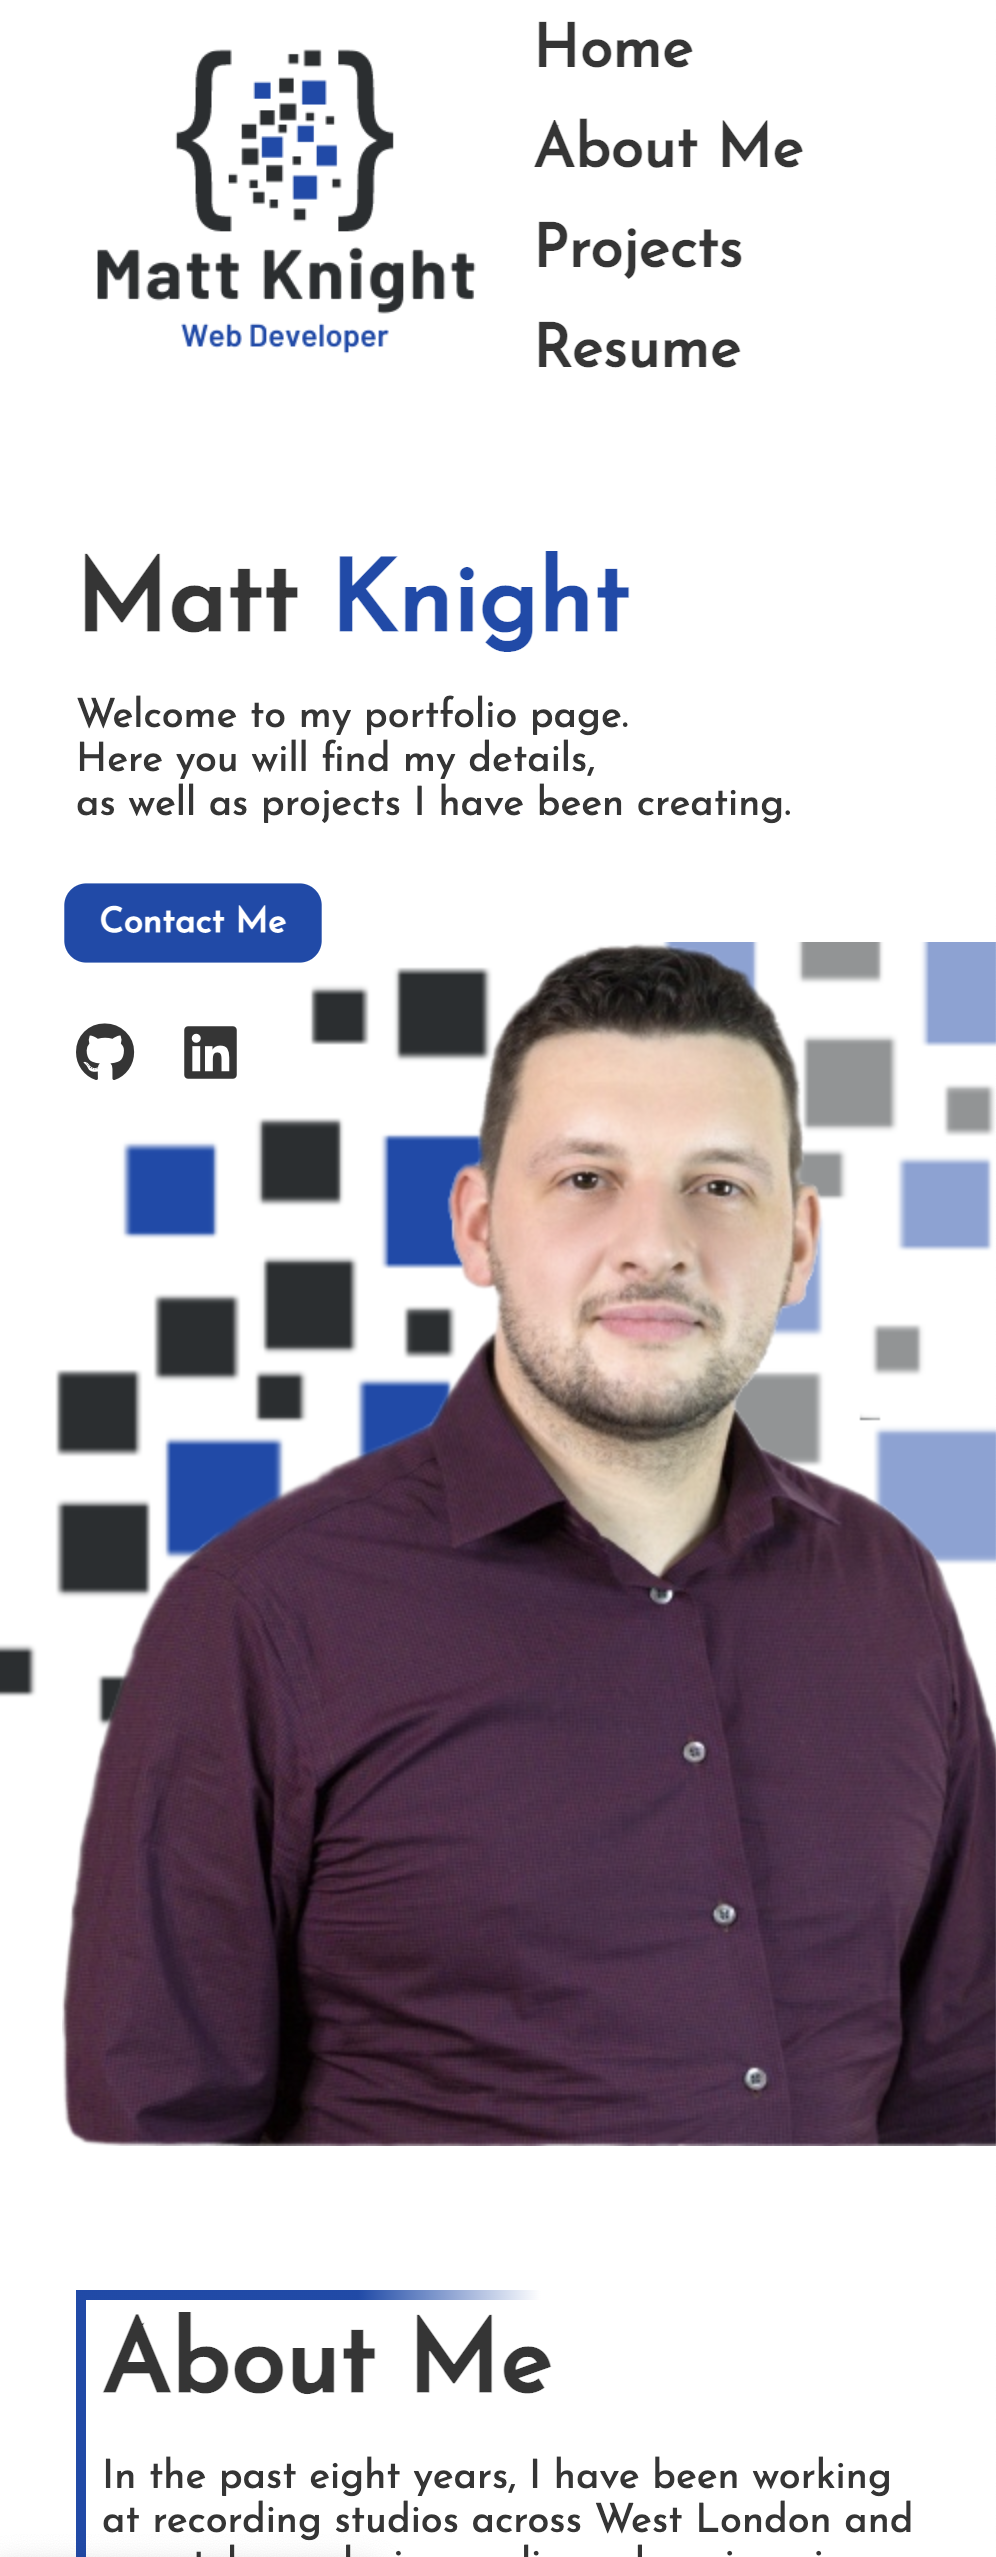 Matt Knight
Web Developer
Home
About Me
Projects
Resume
Matt Knight
Welcome to my portfolio page.
Here you will find my details,
as well as projects I have been creating.
Contact Me
in
About Me
In the past eight years, I have been working
at recording studios across West London and